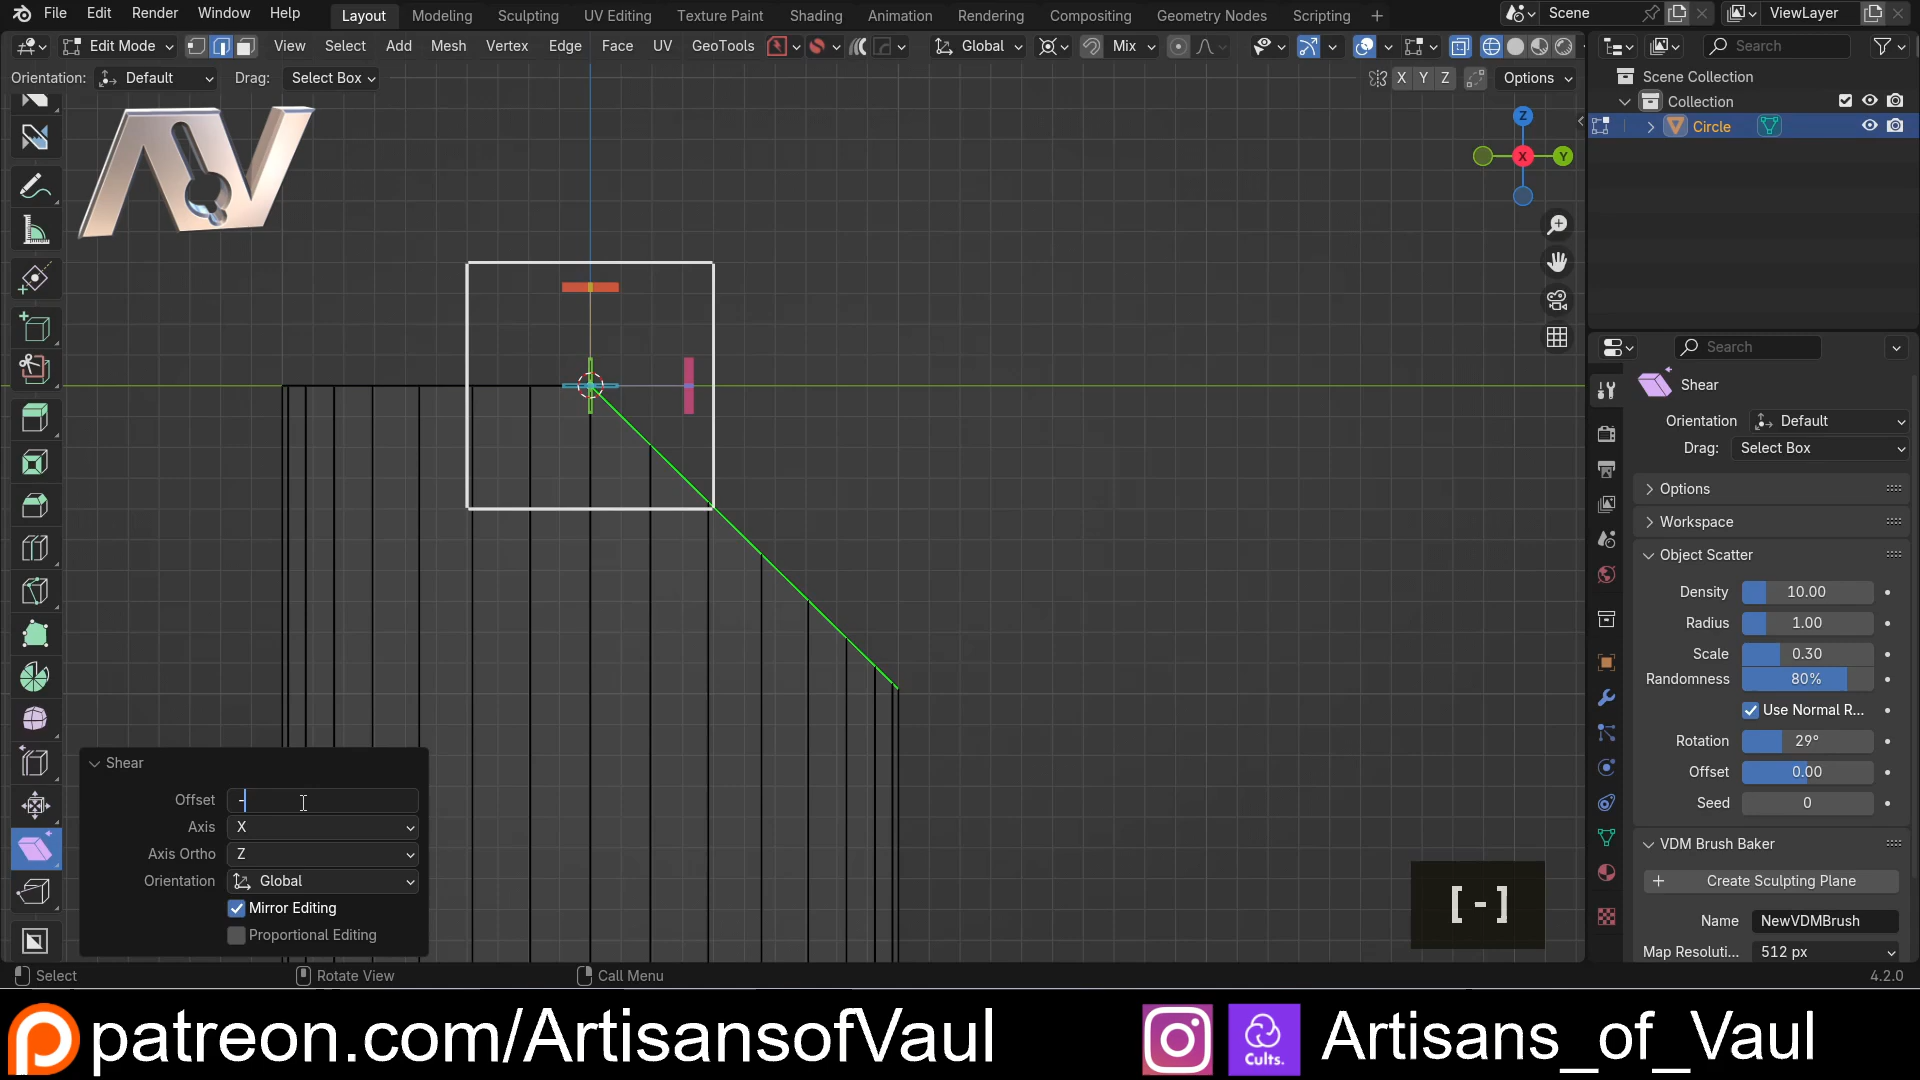 File Edit Render Window Help Layout Modeling Sculpting UV Editing Texture Paint Shading Animation Rendering Compositing Geometry Nodes Scripting + Scene ViewLayer
Edit Mode View Select Add Mesh Vertex Edge Face UV GeoTools Global Mix Search
Orientation: Default Drag: Select Box X Y Z Options
Scene Collection
Collection
Circle
Z
X
Y
Search
Shear
Orientation Default
Drag: Select Box
Options
Workspace
Object Scatter
Density 10.00
Radius 1.00
Scale 0.30
Randomness 80%
Use Normal R...
Rotation 29°
Offset 0.00
Seed 0
VDM Brush Baker
+ Create Sculpting Plane
Name NewVDMBrush
Map Resoluti... 512 px
Shear
Offset -
Axis X
Axis Ortho Z
Orientation Global
Mirror Editing
Proportional Editing
[-]
Select Rotate View Call Menu 4.2.0
patreon.com/ArtisansofVaul Cults. Artisans_of_Vaul